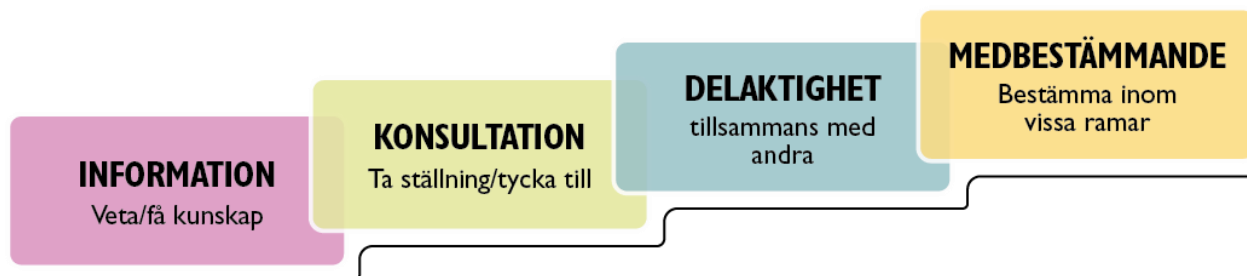 INFORMATION
Veta/få kunskap
KONSULTATION
Ta ställning/tycka till
DELAKTIGHET
tillsammans med
andra
MEDBESTÄMMANDE
Bestämma inom
vissa ramar